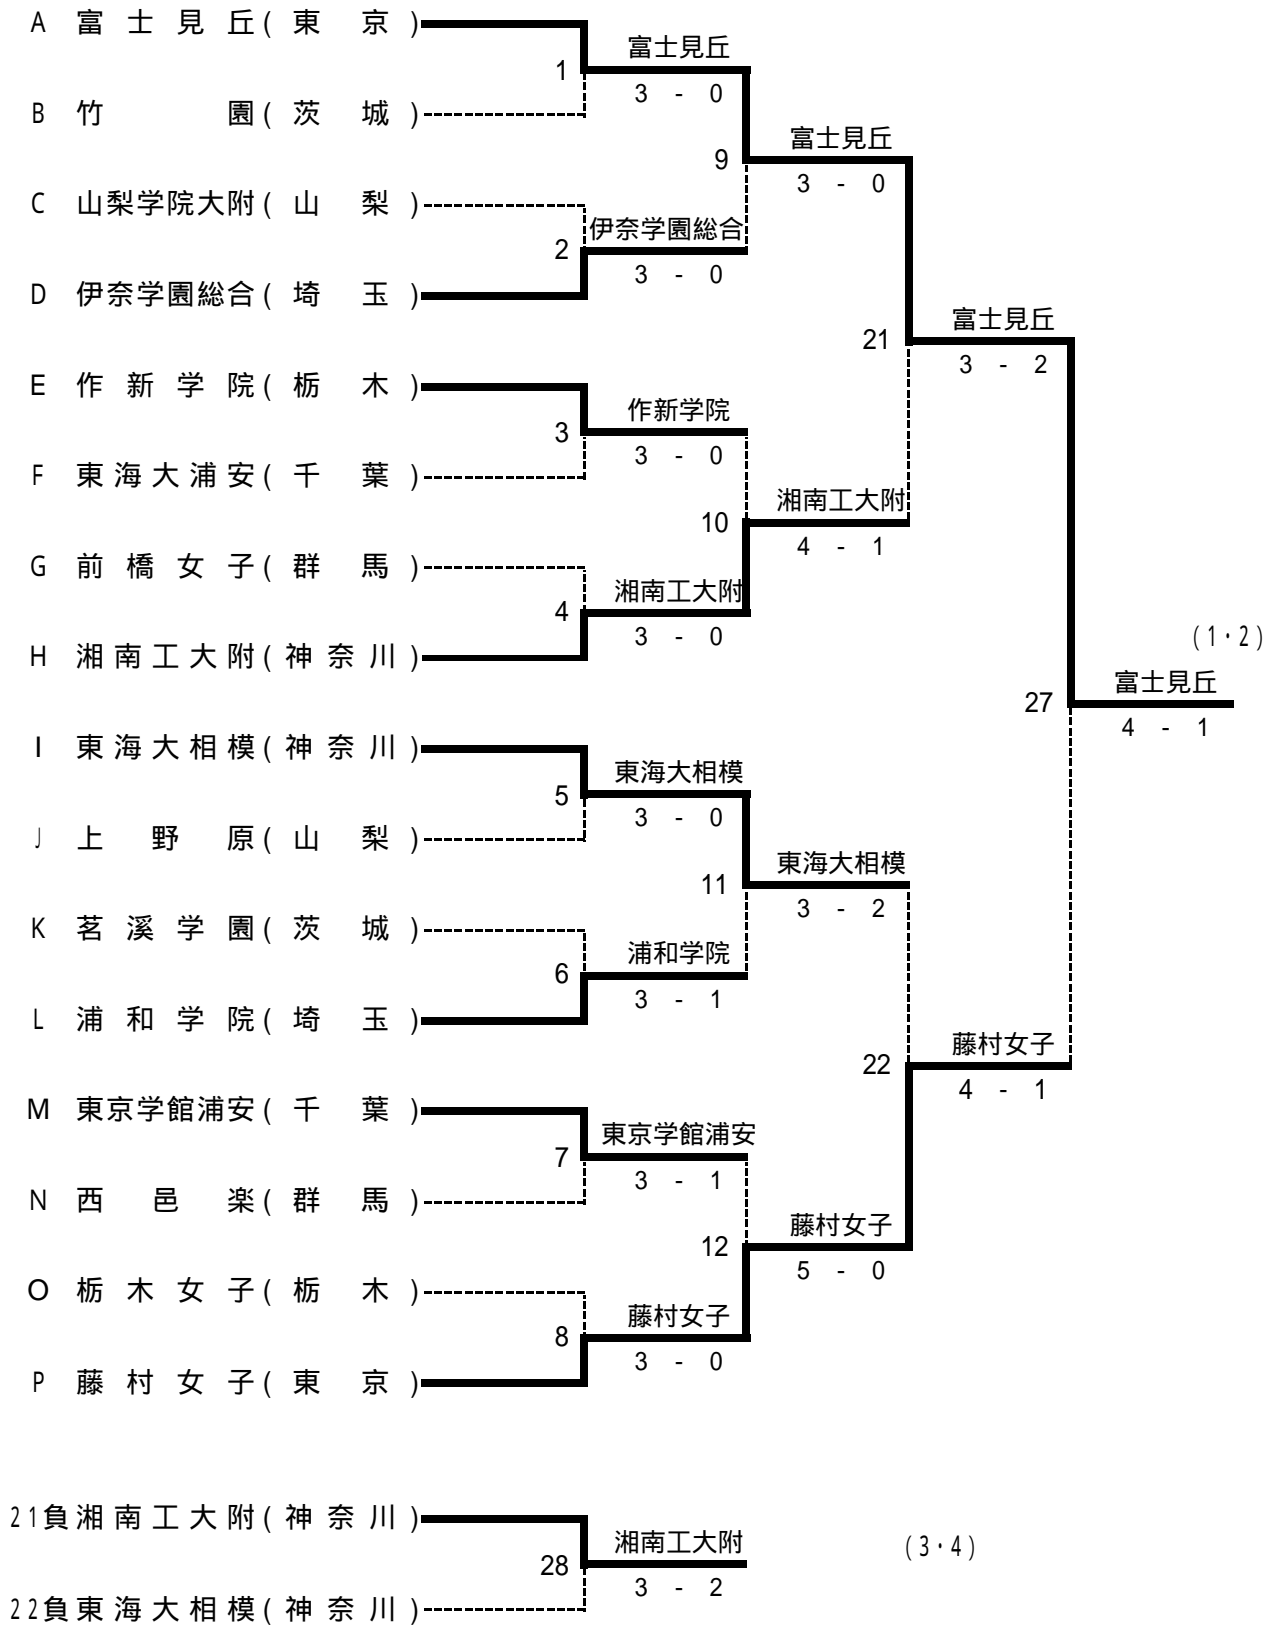 A 富士見丘(東京)
富士見丘
1
3 - 0
B 竹園(茨城)
富士見丘
9
3 - 0
C 山梨学院大附(山梨)
伊奈学園総合
2
3 - 0
D 伊奈学園総合(埼玉)
富士見丘
21
3 - 2
E 作新学院(栃木)
作新学院
3
3 - 0
F 東海大浦安(千葉)
湘南工大附
10
4 - 1
G 前橋女子(群馬)
湘南工大附
4
3 - 0
(1・2)
H 湘南工大附(神奈川)
富士見丘
27
4 - 1
I 東海大相模(神奈川)
東海大相模
5
3 - 0
J 上野原(山梨)
東海大相模
11
3 - 2
K 茗溪学園(茨城)
浦和学院
6
3 - 1
L 浦和学院(埼玉)
藤村女子
22
4 - 1
M 東京学館浦安(千葉)
東京学館浦安
7
3 - 1
N 西邑楽(群馬)
藤村女子
12
5 - 0
O 栃木女子(栃木)
藤村女子
8
3 - 0
P 藤村女子(東京)
21負湘南工大附(神奈川)
湘南工大附
(3・4)
28
3 - 2
22負東海大相模(神奈川)